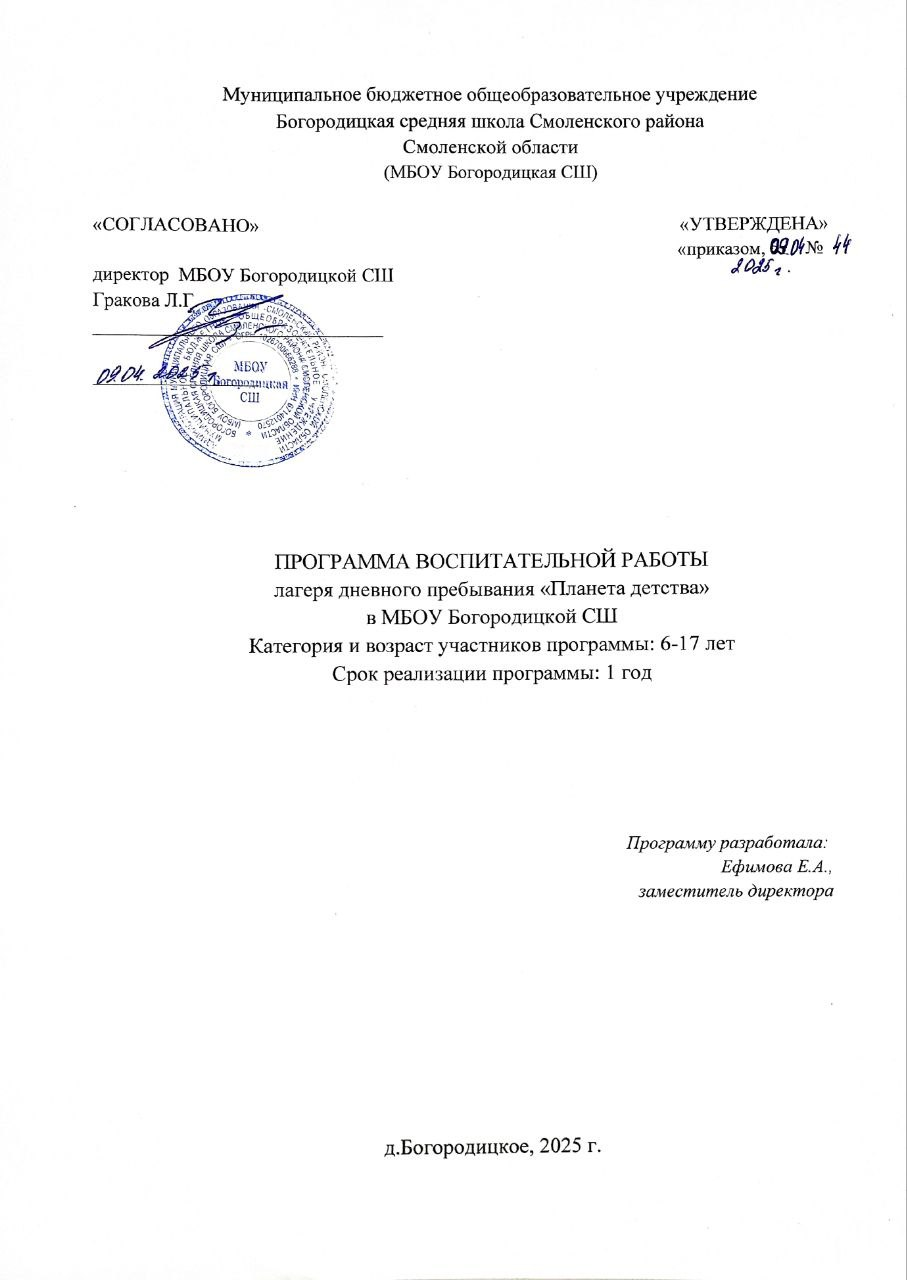 Муниципальное бюджетное общеобразовательное учреждение
Богородицкая средняя школа Смоленского района
Смоленской области
(МБОУ Богородицкая СШ)
«СОГЛАСОВАНО»
«УТВЕРЖДЕНА»
«приказом, 09.04 № 44
2025 г.
директор МБОУ Богородицкой СШ
Гракова Л.Г.
09.04. 2025 г.
МБОУ
Богородицкая
СШ
ПРОГРАММА ВОСПИТАТЕЛЬНОЙ РАБОТЫ
лагеря дневного пребывания «Планета детства»
в МБОУ Богородицкой СШ
Категория и возраст участников программы: 6-17 лет
Срок реализации программы: 1 год
Программу разработала:
Ефимова Е.А.,
заместитель директора
д.Богородицкое, 2025 г.